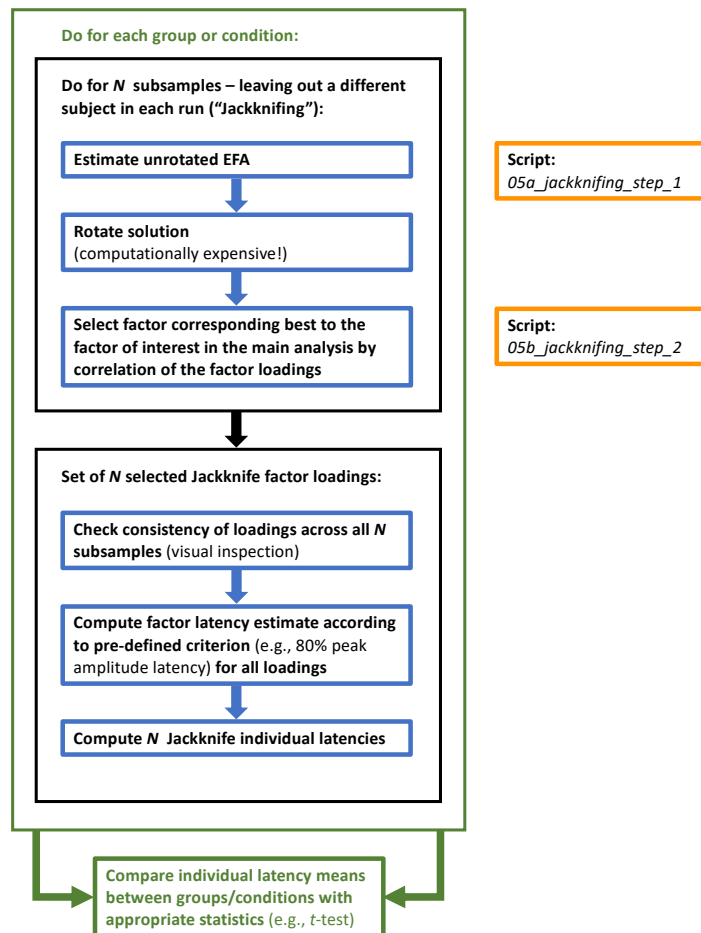 Do for each group or condition:
Do for N subsamples – leaving out a different
subject in each run (“Jackknifing”):
Estimate unrotated EFA
Script:
05a_jackknifing_step_1
Rotate solution
(computationally expensive!)
Select factor corresponding best to the
factor of interest in the main analysis by
correlation of the factor loadings
Script:
05b_jackknifing_step_2
Set of N selected Jackknife factor loadings:
Check consistency of loadings across all N
subsamples (visual inspection)
Compute factor latency estimate according
to pre-defined criterion (e.g., 80% peak
amplitude latency) for all loadings
Compute N Jackknife individual latencies
Compare individual latency means
between groups/conditions with
appropriate statistics (e.g., t-test)